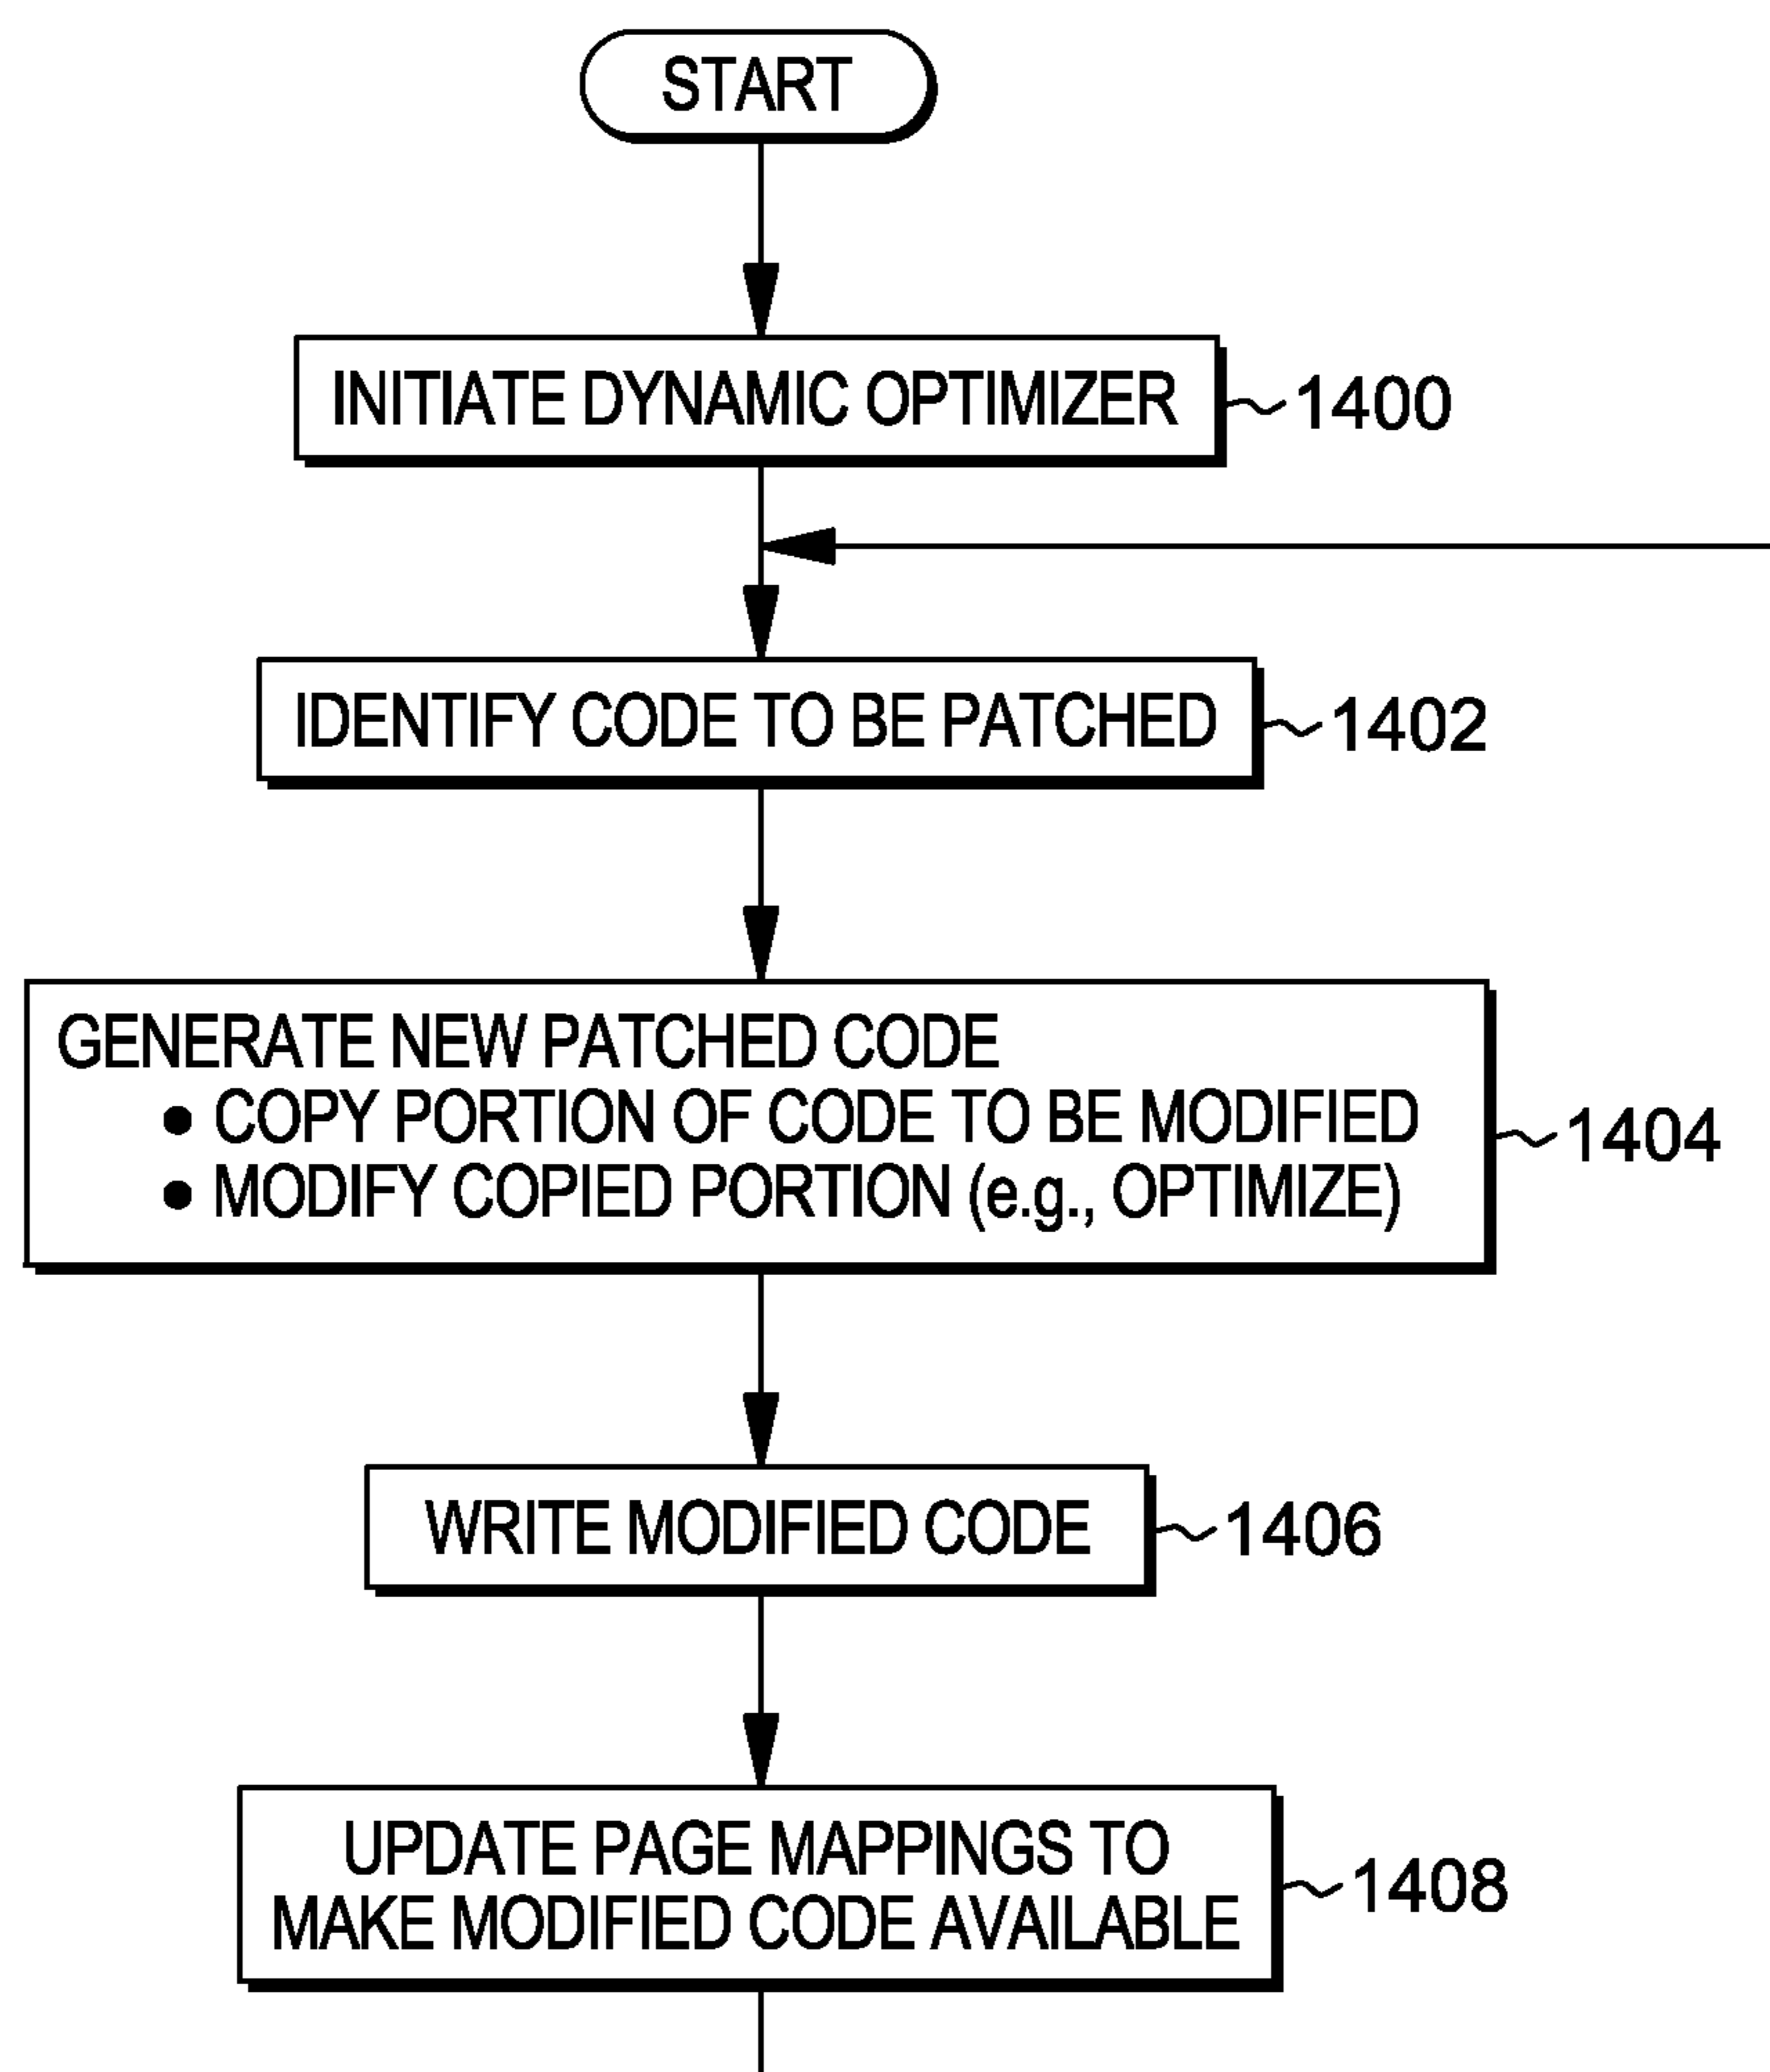 START
INITIATE DYNAMIC OPTIMIZER
1400
IDENTIFY CODE TO BE PATCHED
1402
GENERATE NEW PATCHED CODE
• COPY PORTION OF CODE TO BE MODIFIED
• MODIFY COPIED PORTION (e.g., OPTIMIZE)
1404
WRITE MODIFIED CODE
1406
UPDATE PAGE MAPPINGS TO
MAKE MODIFIED CODE AVAILABLE
1408